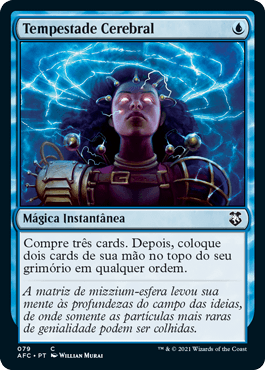 Tempestade Cerebral
Mágica Instantânea
Compre três cards. Depois, coloque
dois cards de sua mão no topo do seu
grimório em qualquer ordem.
A matriz de mizzium-esfera levou sua
mente às profundezas do campo das ideias,
de onde somente as partículas mais raras
de genialidade podem ser colhidas.
079 C
AFC • PT WILLIAN MURAI
™ & © 2021 Wizards of the Coast